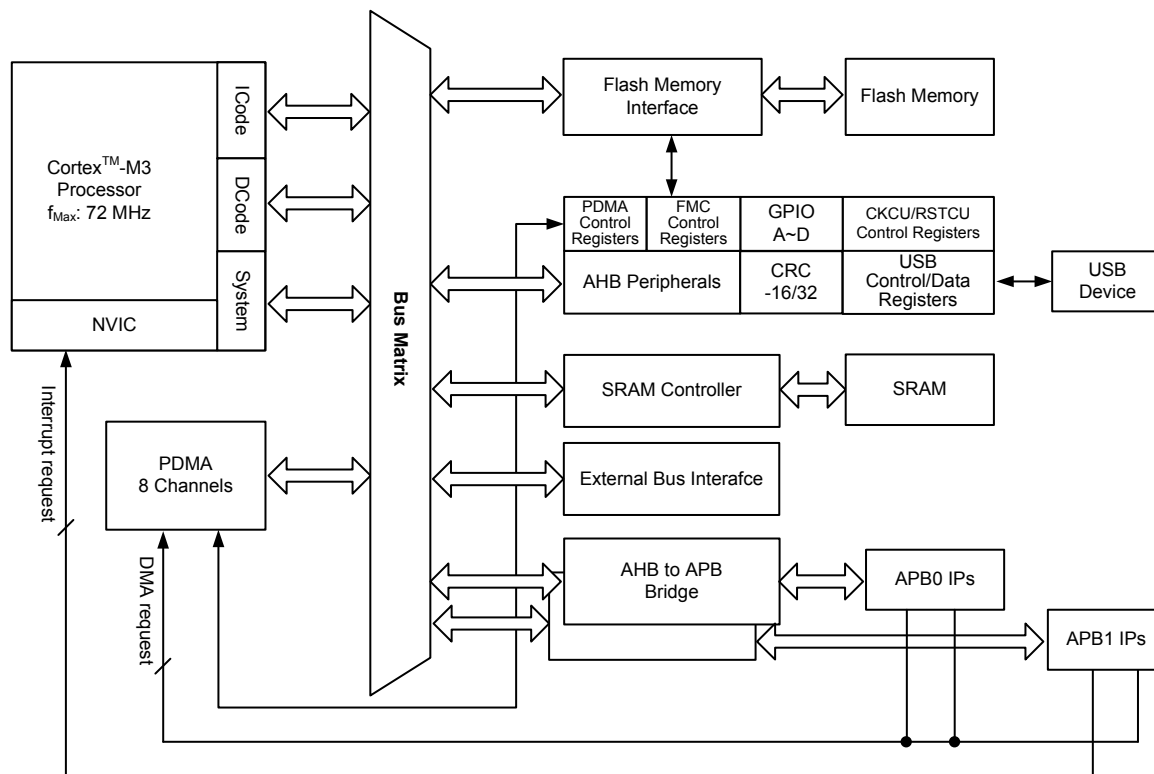 Cortex™-M3
Processor
fMax: 72 MHz
ICode
DCode
System
NVIC
Interrupt request
PDMA
8 Channels
DMA request
Bus Matrix
Flash Memory
Interface
Flash Memory
PDMA
Control
Registers
FMC
Control
Registers
GPIO
A~D
CKCU/RSTCU
Control Registers
AHB Peripherals
CRC
-16/32
USB
Control/Data
Registers
USB
Device
SRAM Controller
SRAM
External Bus Interafce
AHB to APB
Bridge
APB0 IPs
APB1 IPs